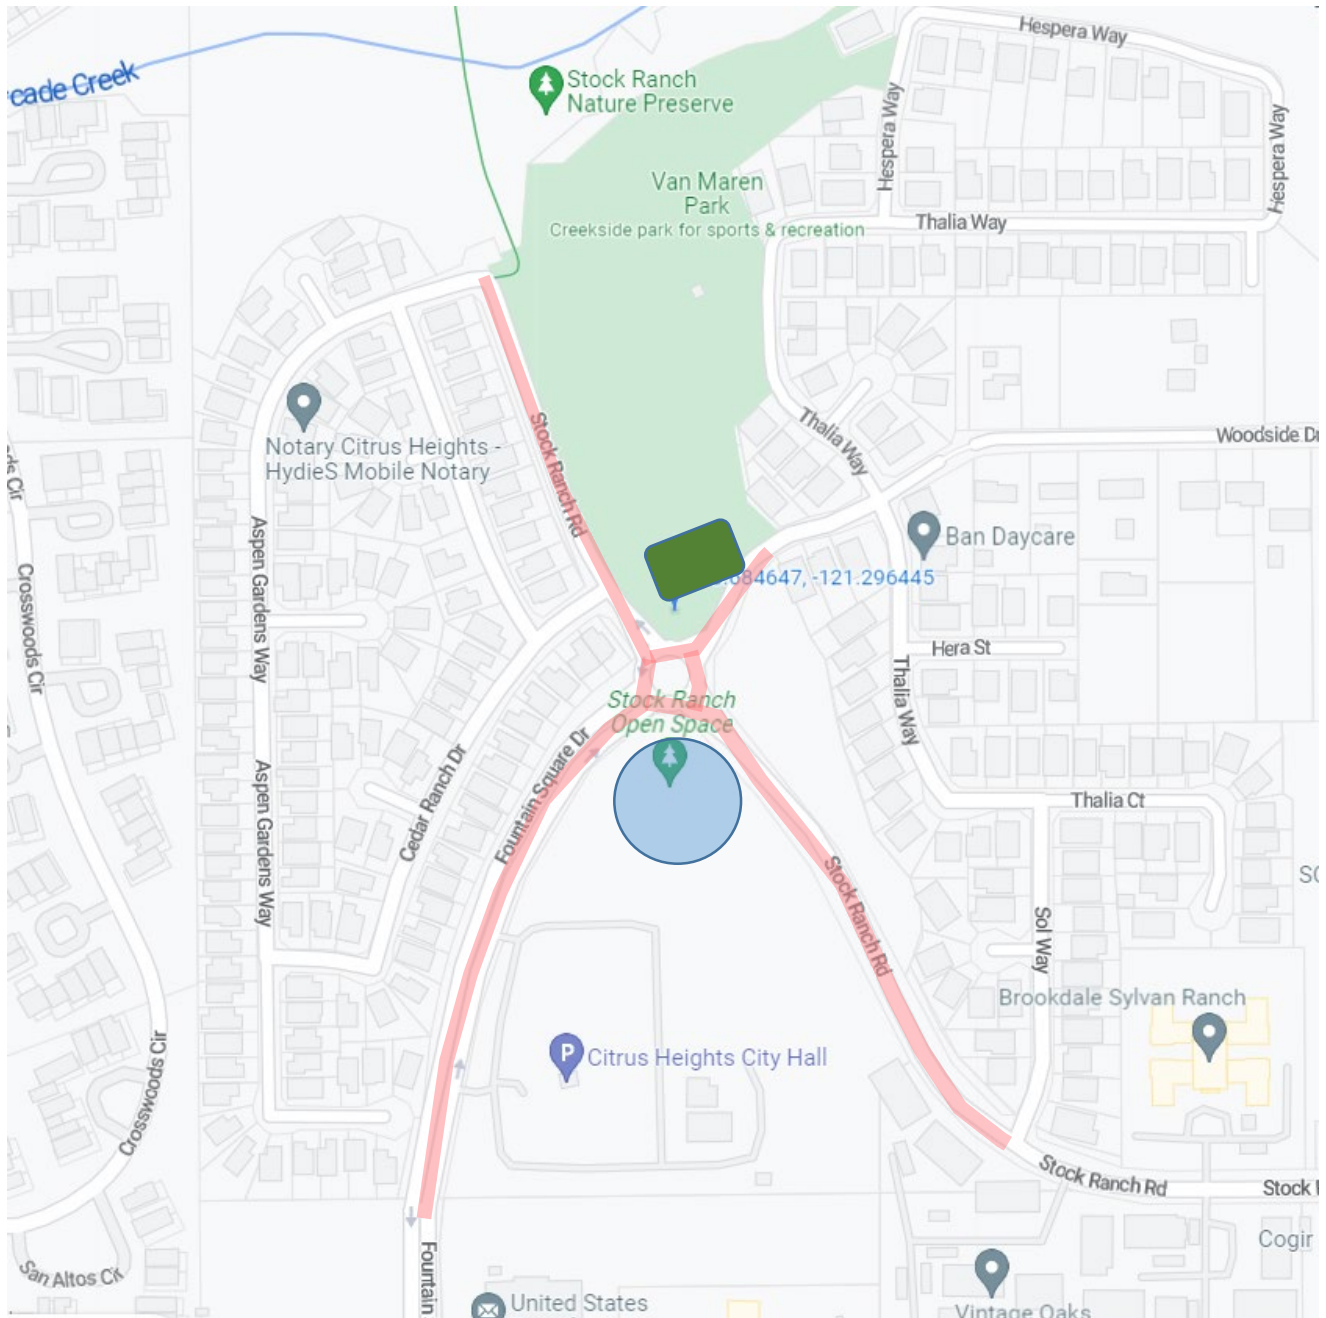 Hespera Way
cade Creek
Stock Ranch
Nature Preserve
Hespera Way
Hespera Way
Van Maren
Park
Creekside park for sports & recreation
Thalia Way
Notary Citrus Heights -
HydieS Mobile Notary
Stock Ranch Rd
Thalia Way
Woodside
ds Cir
Aspen Gardens Way
Ban Daycare
684647, -121.296445
Crosswoods Cir
Hera St
Thalia Way
Stock Ranch
Open Space
Fountain Square Dr
Cedar Ranch Dr
Aspen Gardens Way
Thalia Ct
Stock Ranch Rd
Sol Way
Brookdale Sylvan Ranch
P
Citrus Heights City Hall
Crosswoods Cir
Stock Ranch Rd
Stock
San Altos Cir
Fountain
Cogir
United States
Vintage Oaks